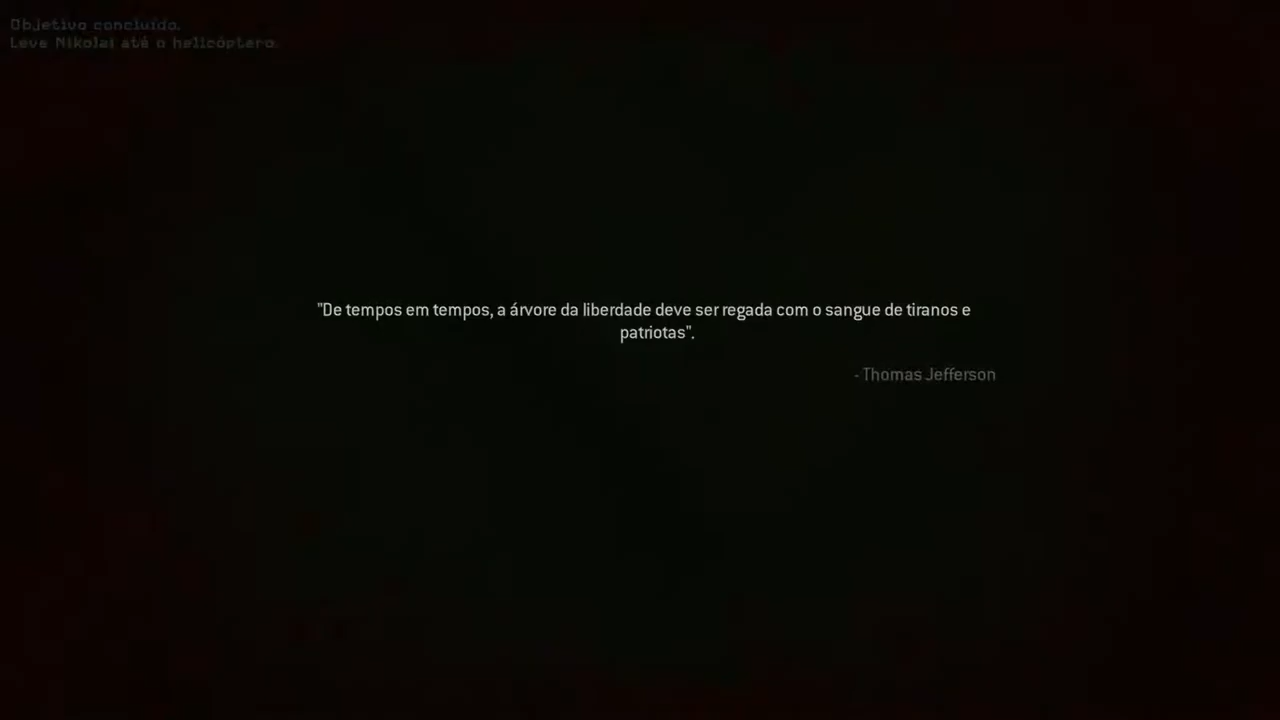 Objetivo concluído.
Leve Nikolai até o helicóptero.
"De tempos em tempos, a árvore da liberdade deve ser regada com o sangue de tiranos e
patriotas".
- Thomas Jefferson